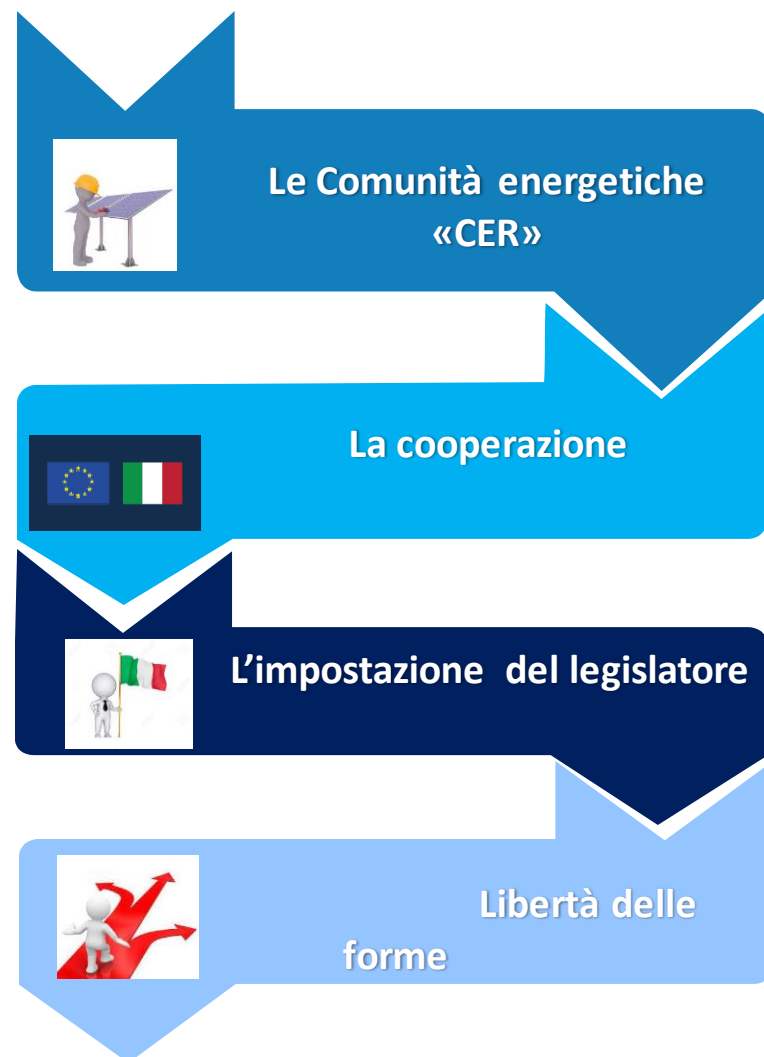 Le Comunità energetiche
«CER»
La cooperazione
L’impostazione del legislatore
Libertà delle
forme